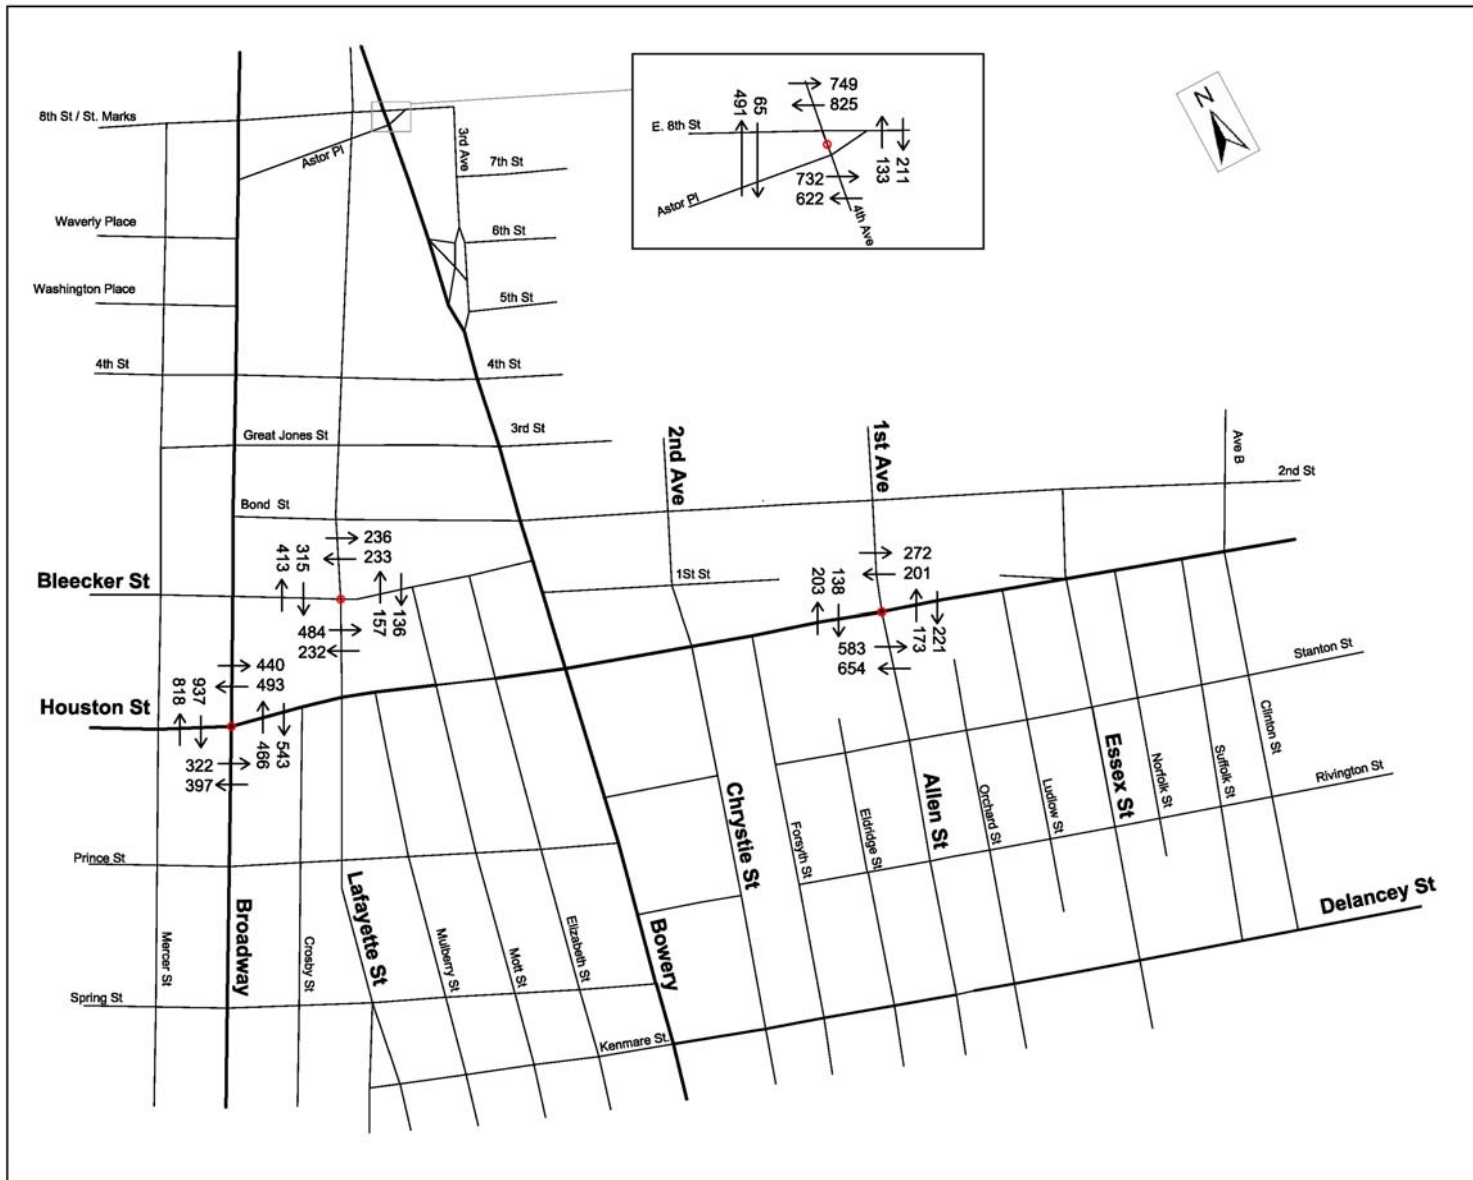 8th St / St. Marks
Astor Pl
3rd Ave
7th St
Waverly Place
6th St
Washington Place
5th St
4th St
4th St
Great Jones St
3rd St
749
825
491
65
E. 8th St
133
211
732
622
Astor Pl
4th Ave
N
2nd Ave
1st Ave
Ave B
2nd St
Bond St
236
233
413
315
Bleecker St
157
136
484
232
1St St
272
201
203
138
173
221
583
654
440
493
818
937
Houston St
466
543
322
397
Stanton St
Clinton St
Rivington St
Essex St
Norfolk St
Suffolk St
Allen St
Orchard St
Ludlow St
Chrystie St
Forsyth St
Eldridge St
Prince St
Lafayette St
Delancey St
Mercer St
Broadway
Crosby St
Mulberry St
Mott St
Elizabeth St
Bowery
Spring St
Kenmare St.